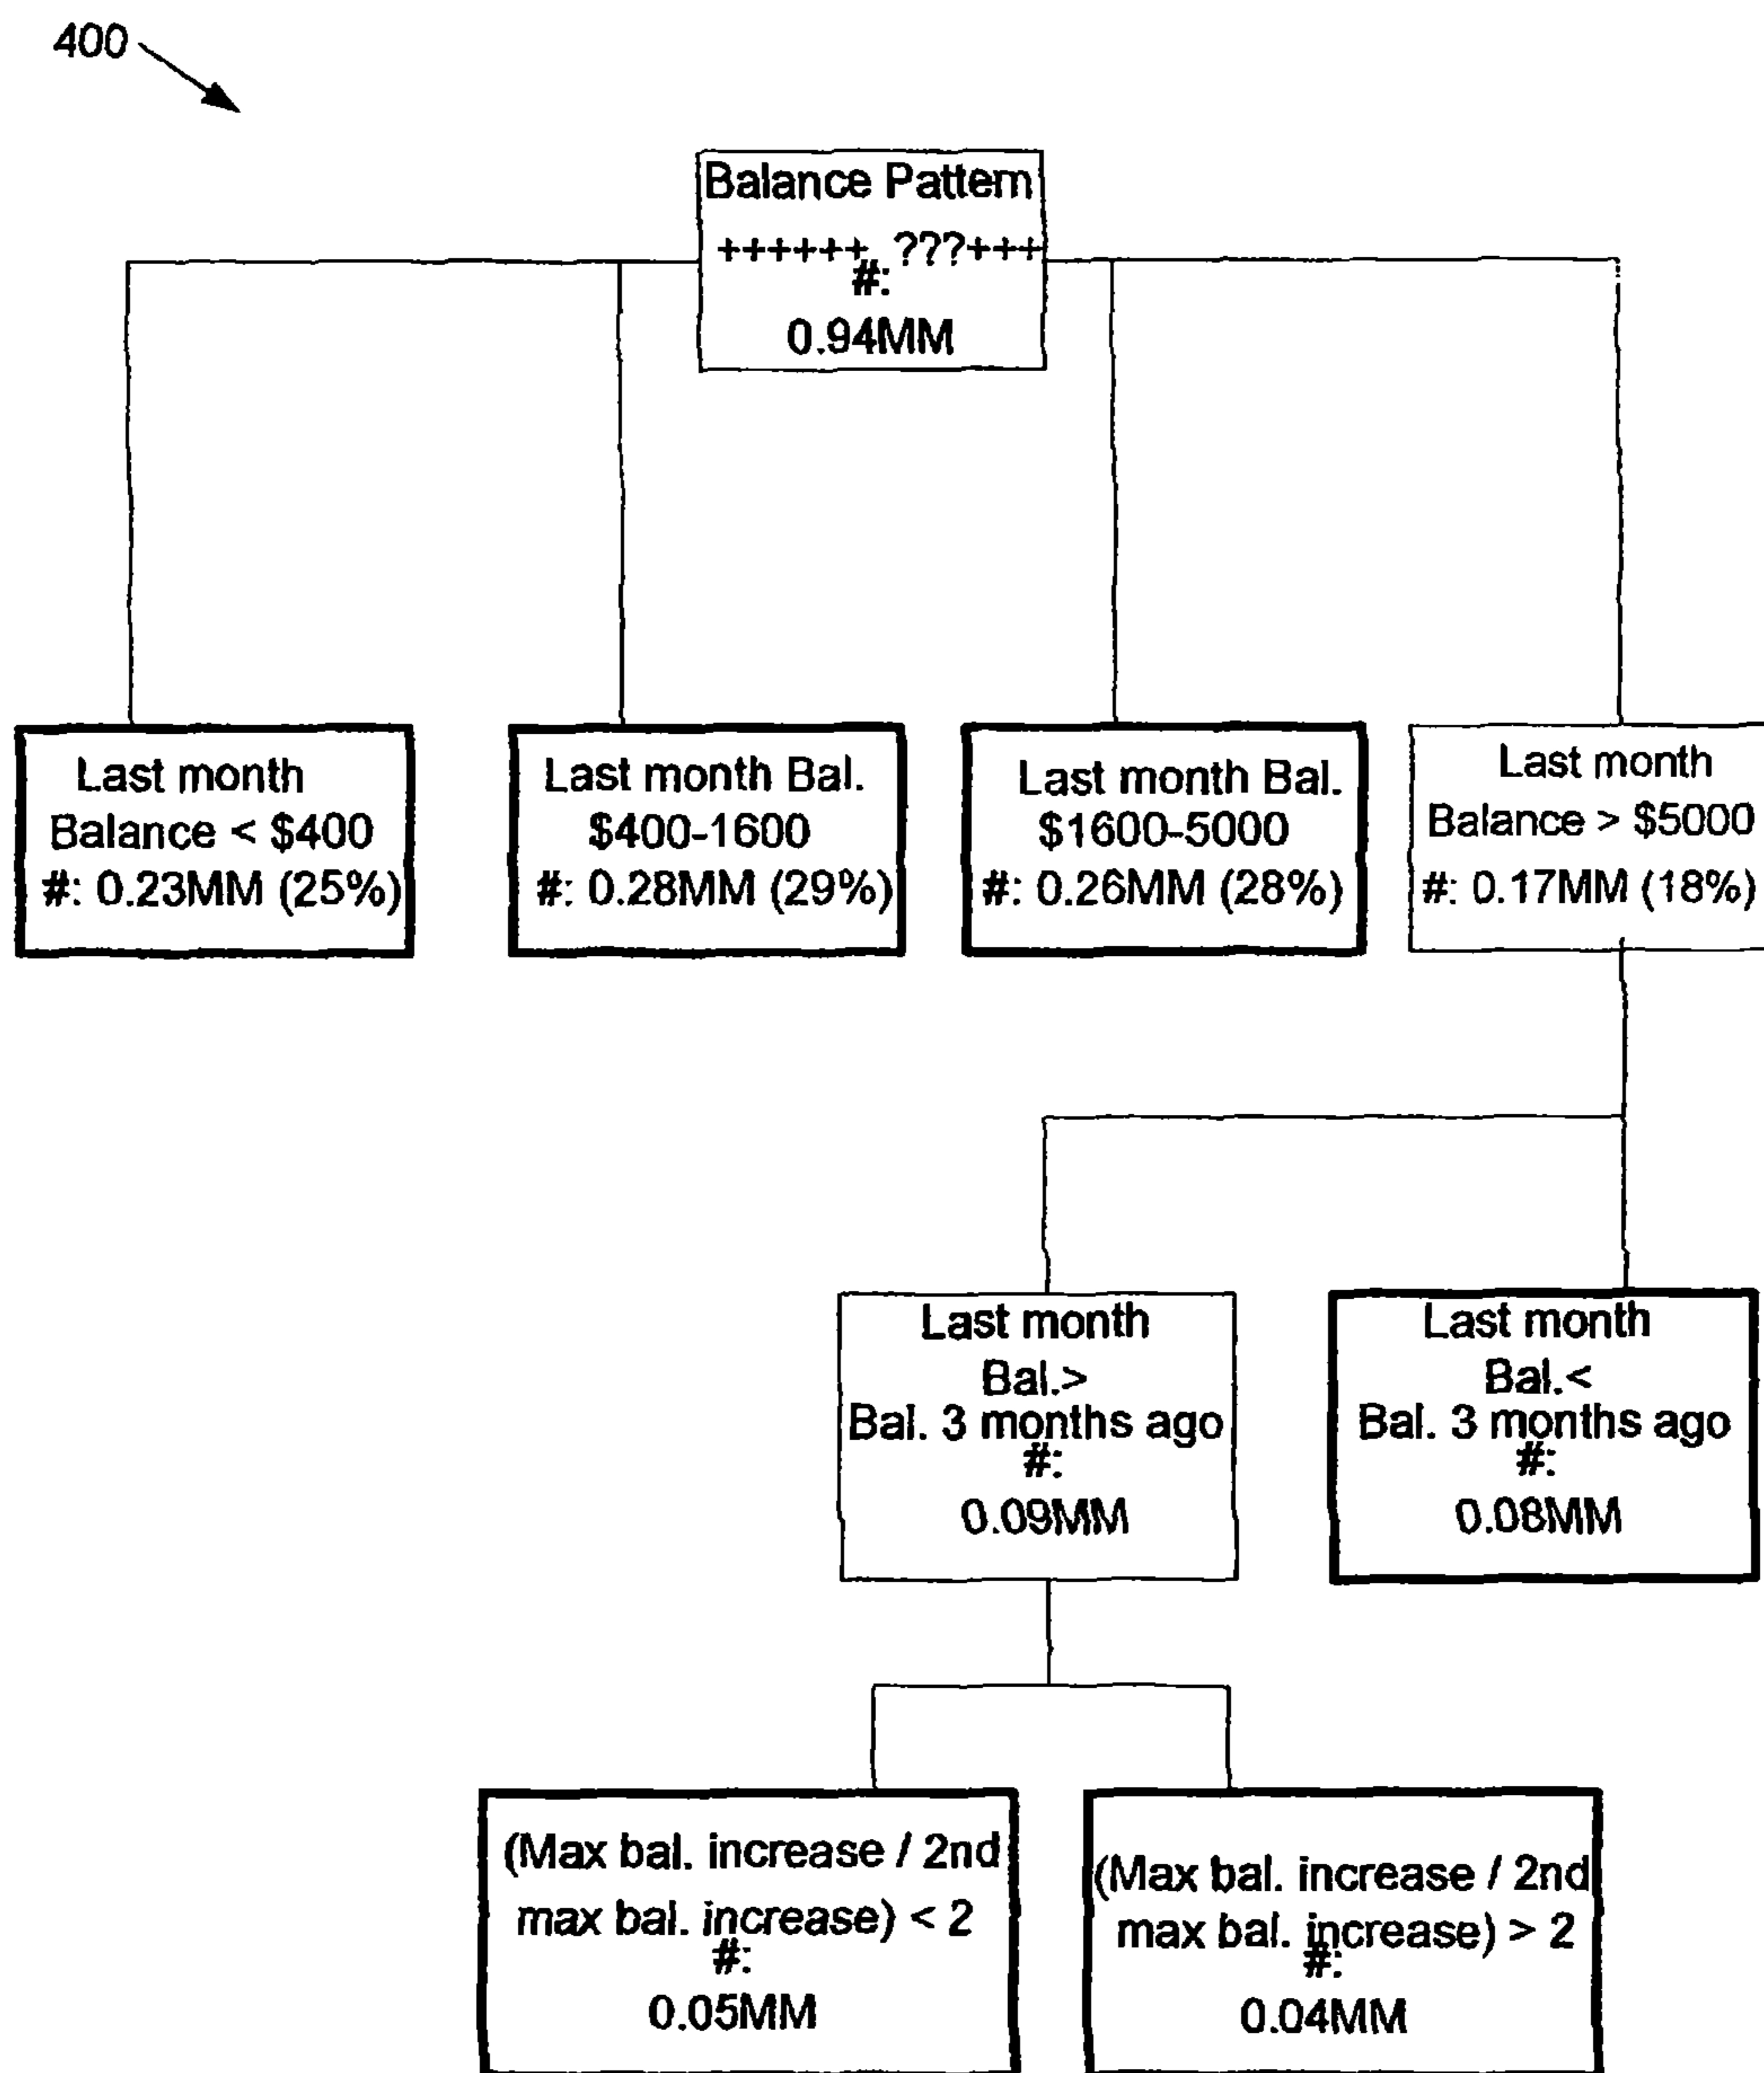 400
Balance Pattern
++++++ ???+++
#:
0.94MM
Last month
Balance < $400
#: 0.23MM (25%)
Last month Bal.
$400-1600
#: 0.28MM (29%)
Last month Bal.
$1600-5000
#: 0.26MM (28%)
Last month
Balance > $5000
#: 0.17MM (18%)
Last month
Bal.>
Bal. 3 months ago
#:
0.09MM
Last month
Bal.<
Bal. 3 months ago
#:
0.08MM
(Max bal. increase / 2nd
max bal. increase) < 2
#:
0.05MM
(Max bal. increase / 2nd
max bal. increase) > 2
#:
0.04MM